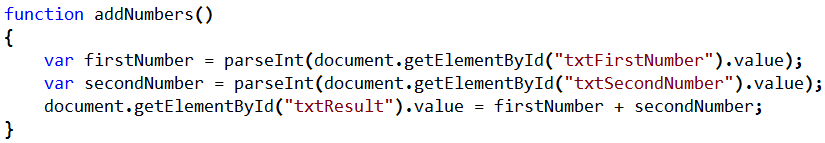 function addNumbers()
{
    var firstNumber = parseInt(document.getElementById("txtFirstNumber").value);
    var secondNumber = parseInt(document.getElementById("txtSecondNumber").value);
    document.getElementById("txtResult").value = firstNumber + secondNumber;
}